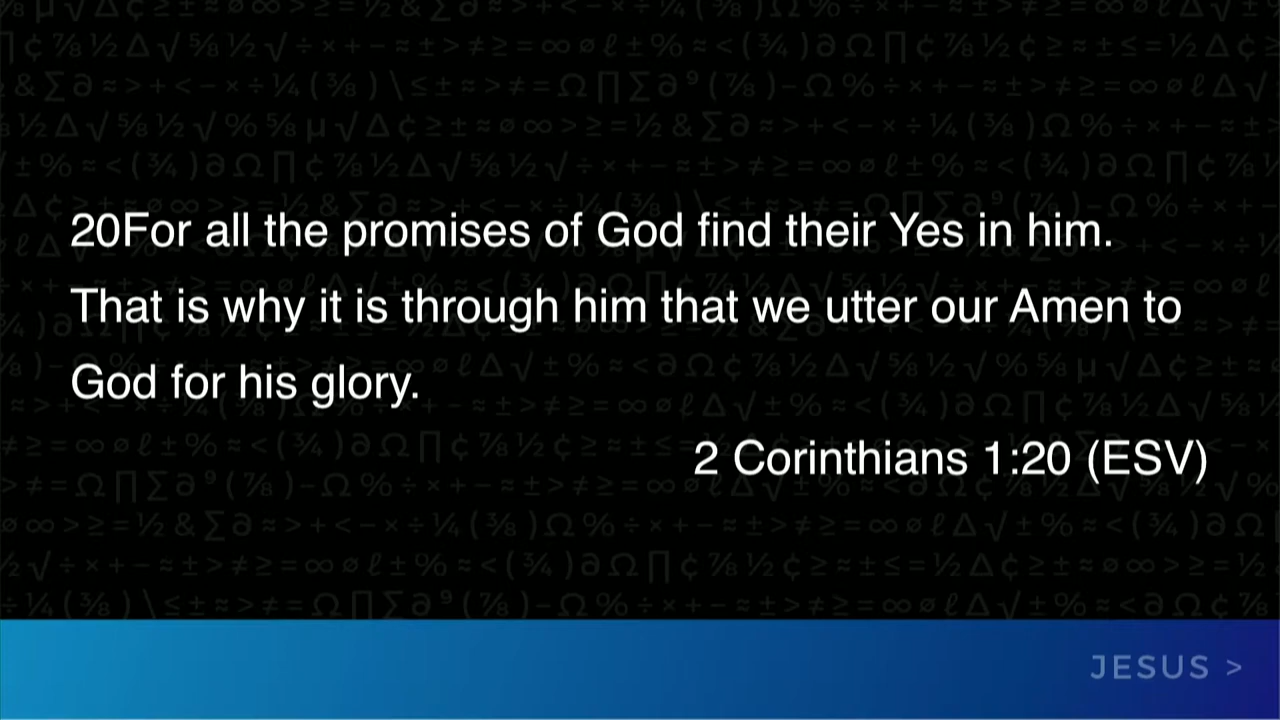 20For all the promises of God find their Yes in him.
That is why it is through him that we utter our Amen to
God for his glory.
2 Corinthians 1:20 (ESV)
JESUS >